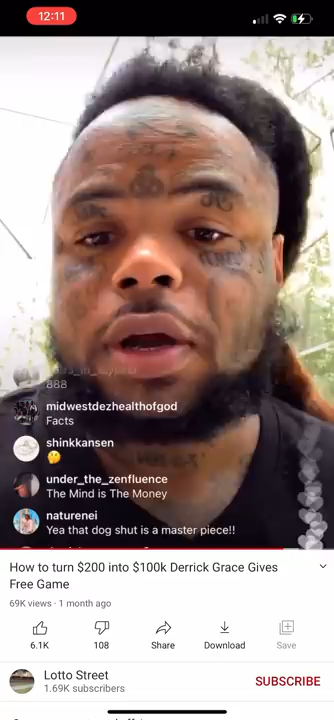 12:11
888
midwestdezhealthofgod
Facts
shinkkansen
🤔
under_the_zenfluence
The Mind is The Money
naturenei
Yea that dog shut is a master piece!!
How to turn $200 into $100k Derrick Grace Gives
Free Game
69K views · 1 month ago
6.1K
108
Share
Download
Save
Lotto Street
1.69K subscribers
SUBSCRIBE